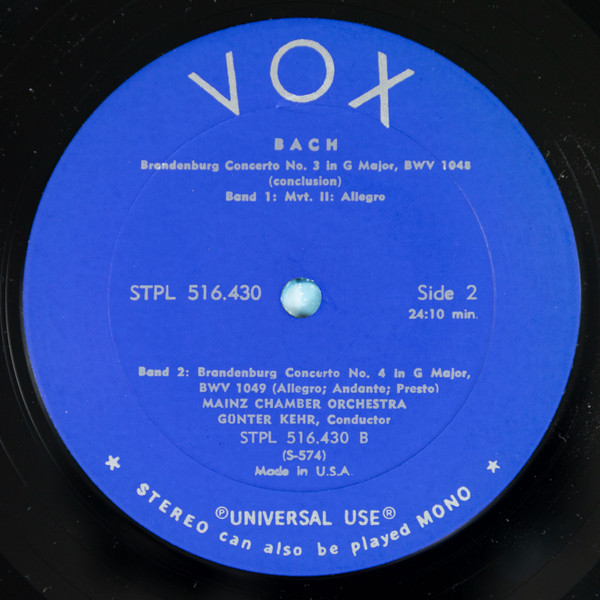 VOX
BACH
Brandenburg Concerto No. 3 in G Major, BWV 1048
(conclusion)
Band 1: Mvt. II: Allegro
STPL 516.430
Side 2
24:10 min.
Band 2: Brandenburg Concerto No. 4 in G Major,
BWV 1049 (Allegro; Andante; Presto)
MAINZ CHAMBER ORCHESTRA
GÜNTER KEHR, Conductor
STPL 516.430 B
(S-574)
Made in U.S.A.
℗UNIVERSAL USE®
* STEREO can also be played MONO *